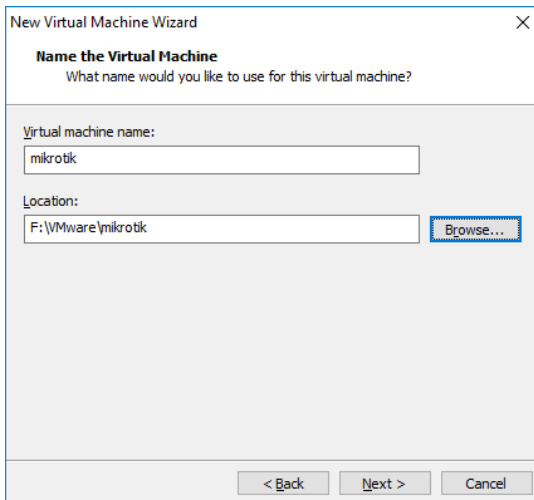 New Virtual Machine Wizard
Name the Virtual Machine
What name would you like to use for this virtual machine?
Virtual machine name:
mikrotik
Location:
F:\VMware\mikrotik
Browse...
< Back
Next >
Cancel